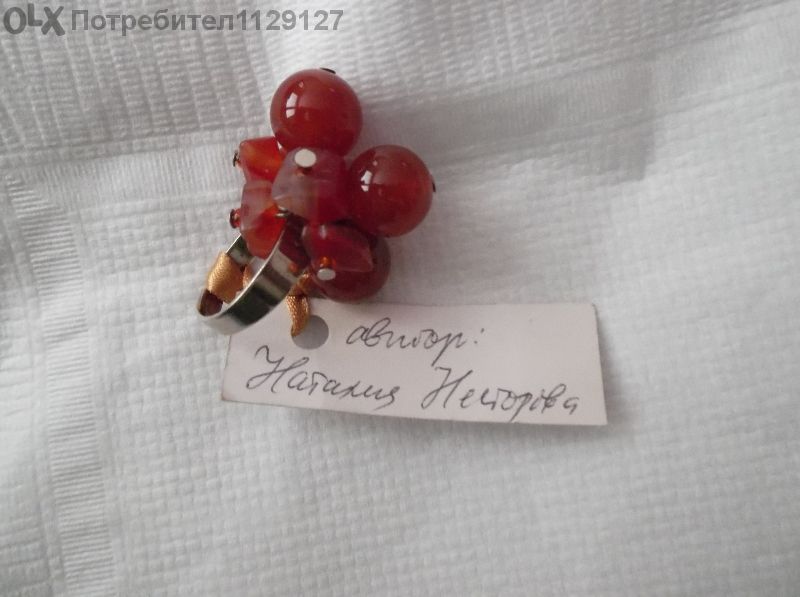 OLX Потребител1129127
автор:
Наталия Несторова